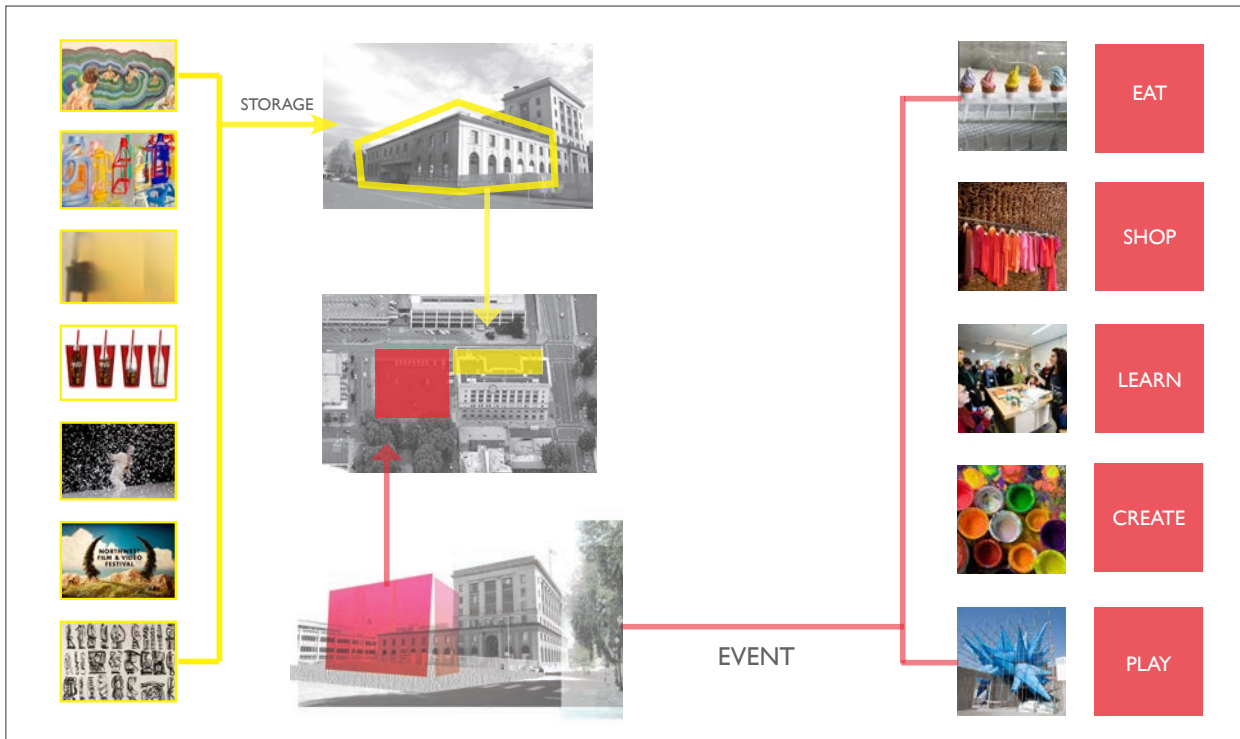 STORAGE
NORTHWEST
FILM & VIDEO
FESTIVAL
EVENT
EAT
SHOP
LEARN
CREATE
PLAY